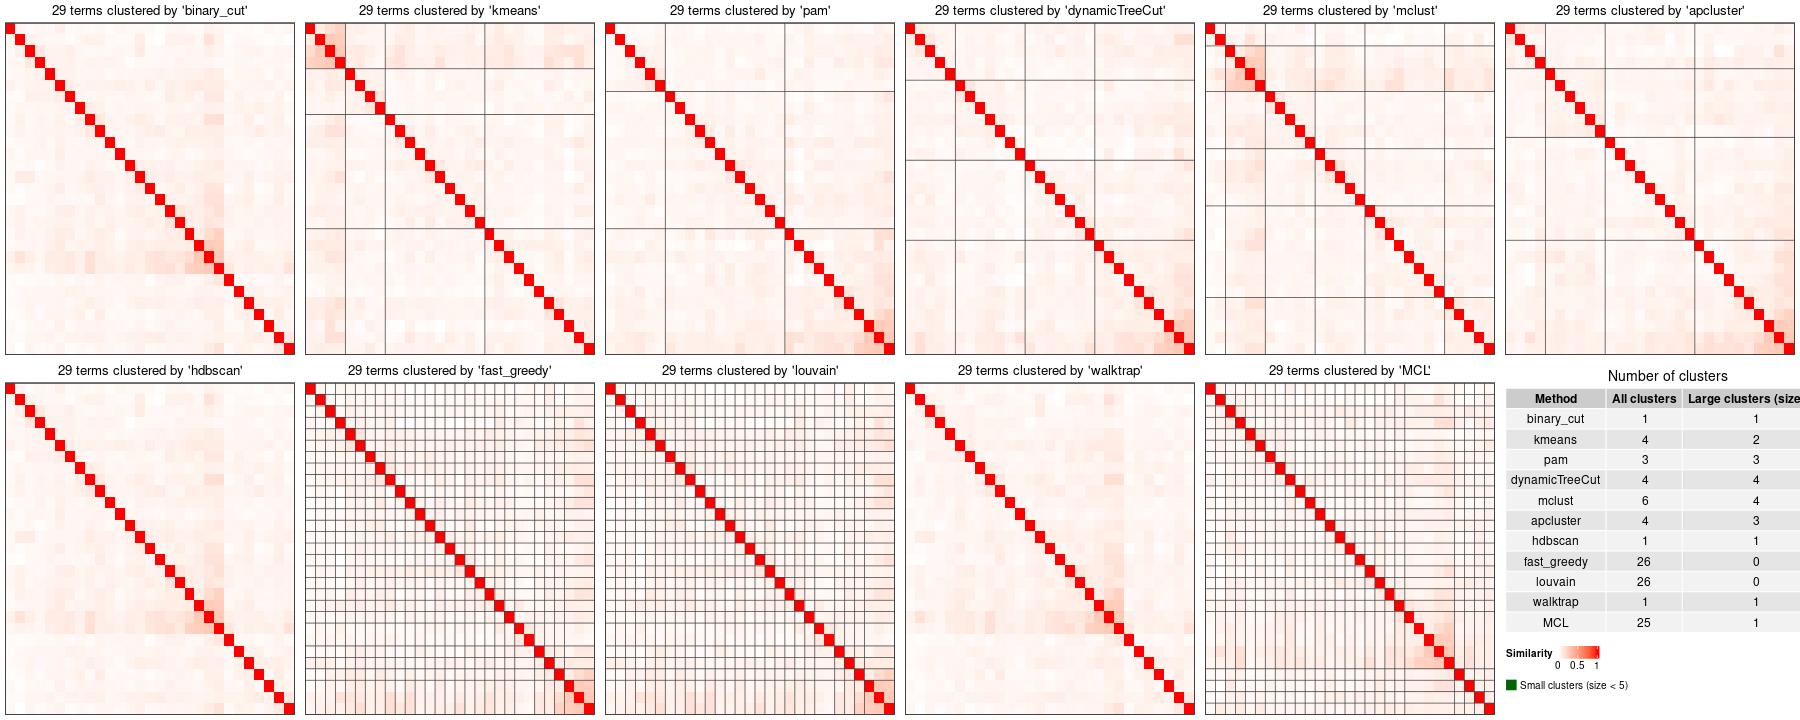 29 terms clustered by 'binary_cut'
29 terms clustered by 'kmeans'
29 terms clustered by 'pam'
29 terms clustered by 'dynamicTreeCut'
29 terms clustered by 'mclust'
29 terms clustered by 'apcluster'
29 terms clustered by 'hdbscan'
29 terms clustered by 'fast_greedy'
29 terms clustered by 'louvain'
29 terms clustered by 'walktrap'
29 terms clustered by 'MCL'
Number of clusters
Method All clusters Large clusters (size
binary_cut 1 1
kmeans 4 2
pam 3 3
dynamicTreeCut 4 4
mclust 6 4
apcluster 4 3
hdbscan 1 1
fast_greedy 26 0
louvain 26 0
walktrap 1 1
MCL 25 1
Similarity
0 0.5 1
Small clusters (size < 5)